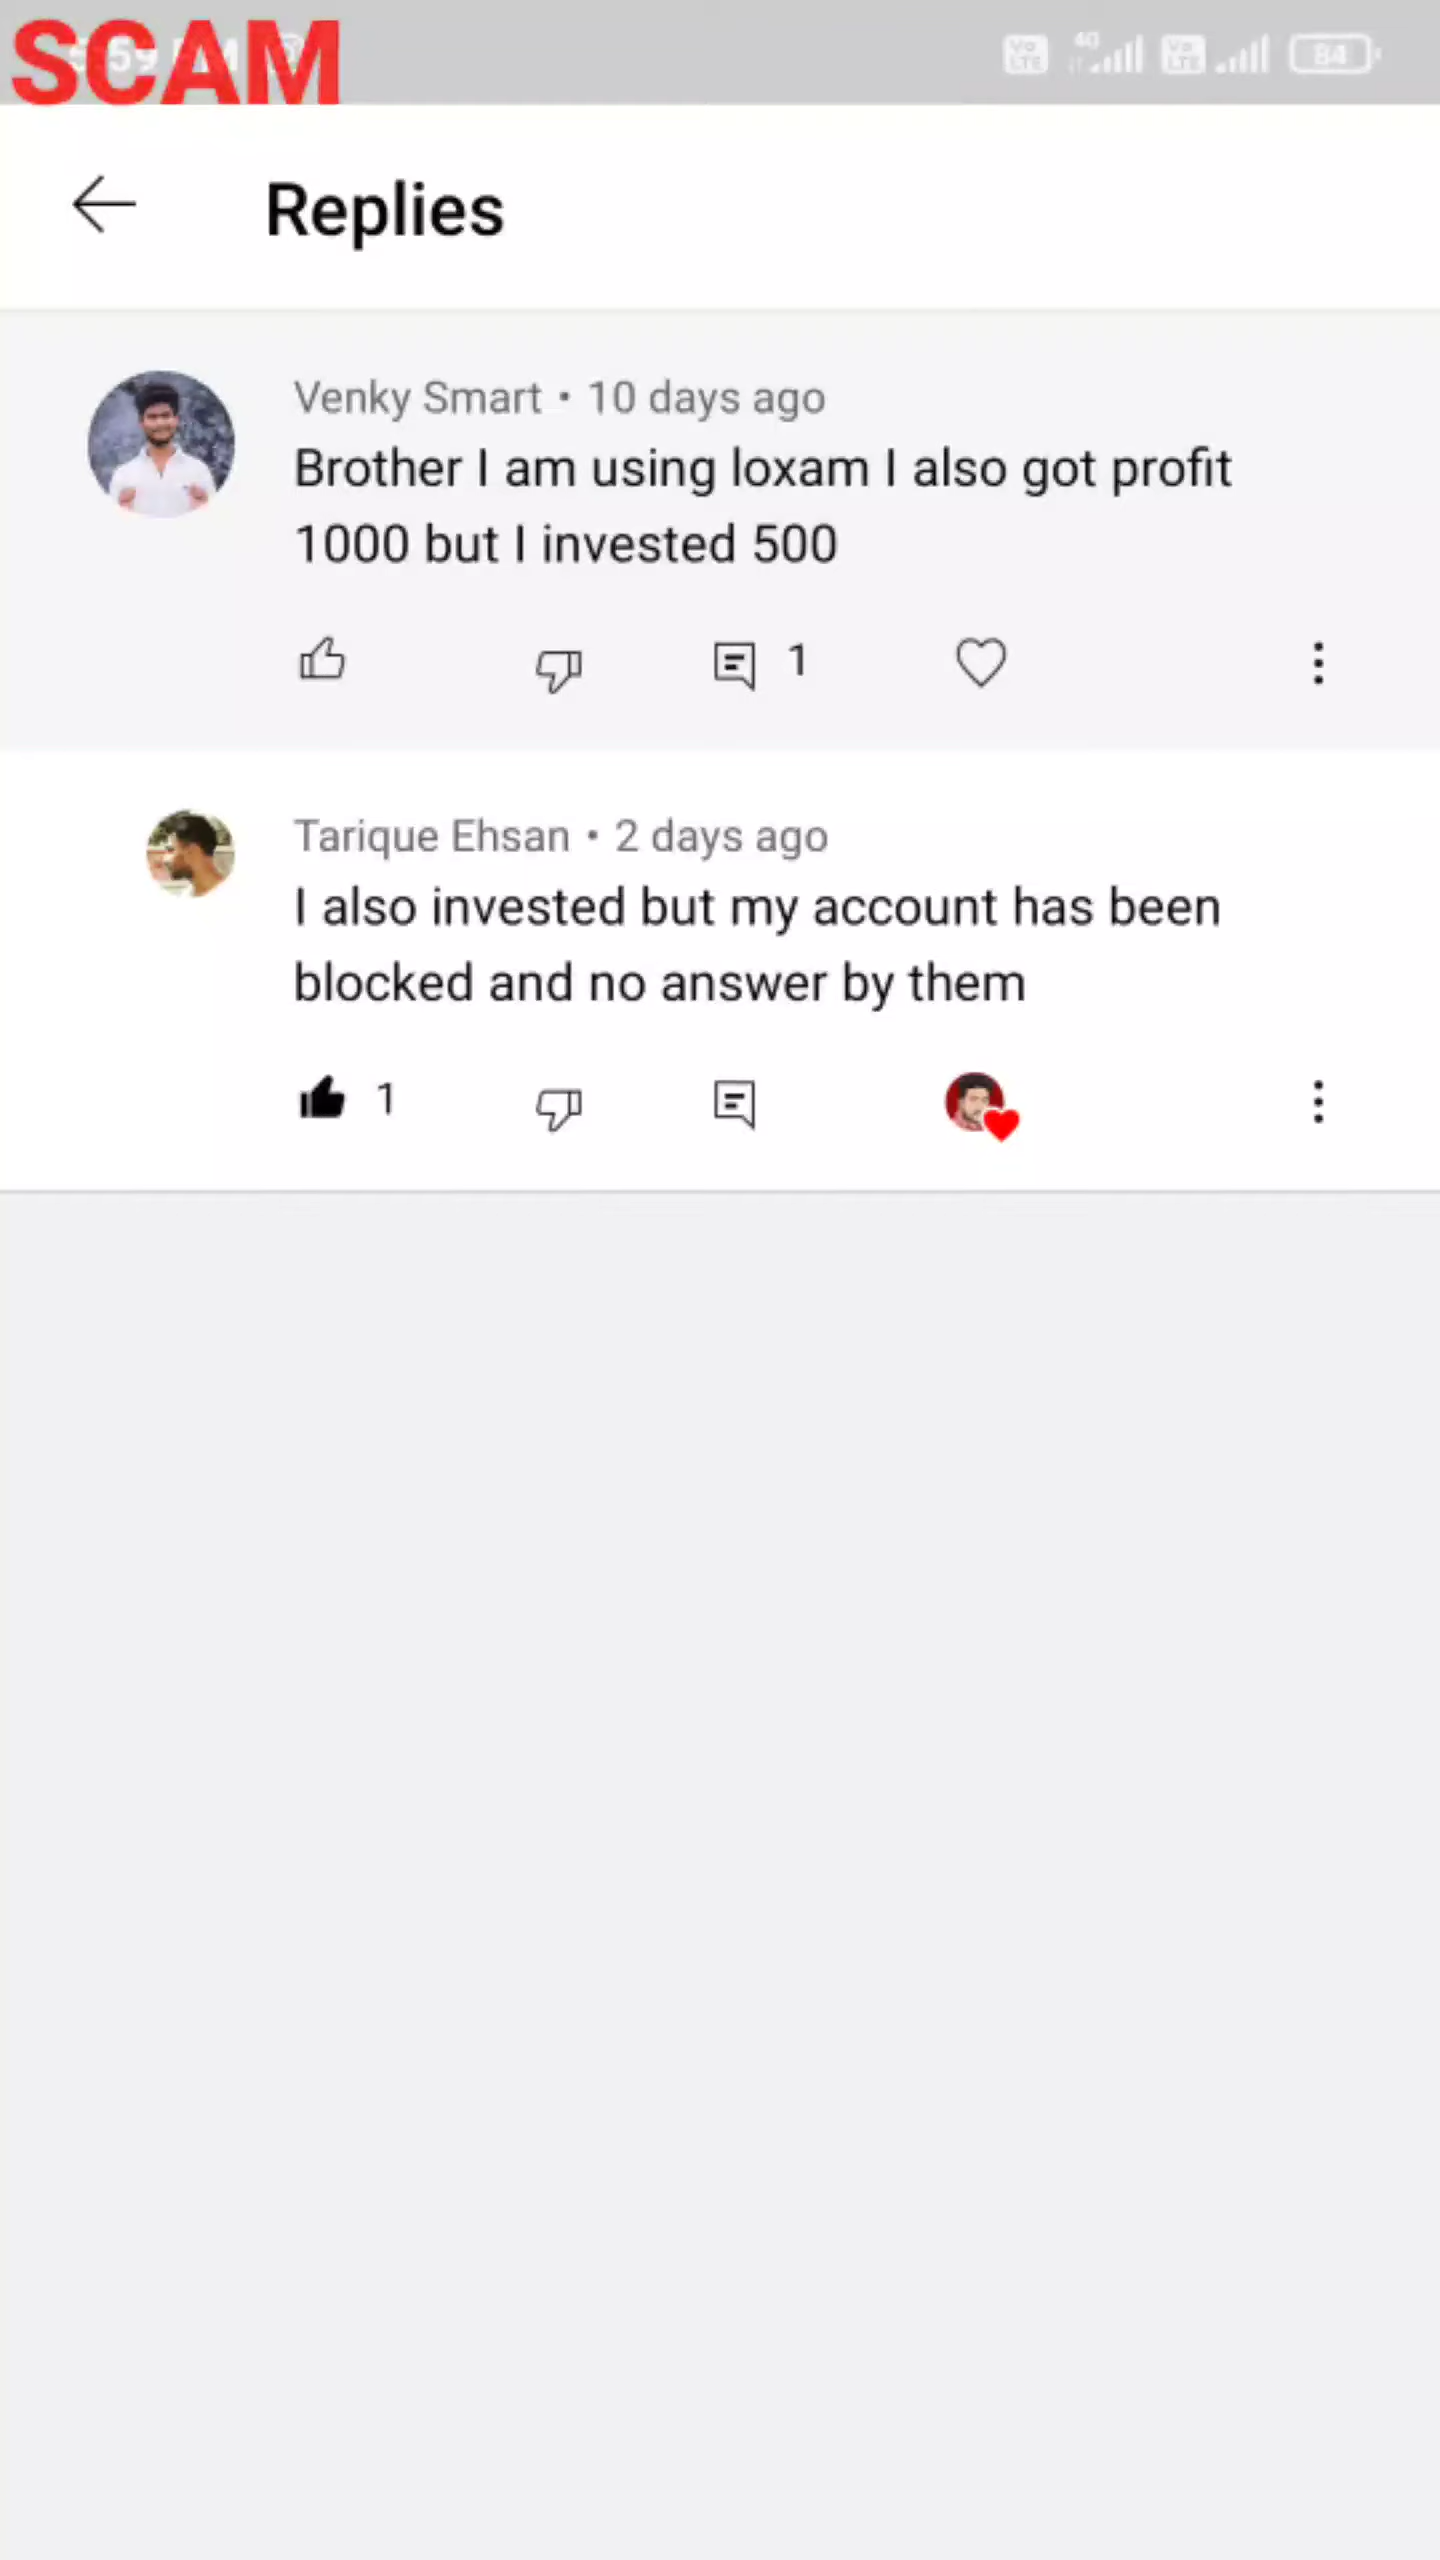 SCAM
Replies
Venky Smart • 10 days ago
Brother I am using loxam I also got profit
1000 but I invested 500
1
Tarique Ehsan • 2 days ago
I also invested but my account has been
blocked and no answer by them
1